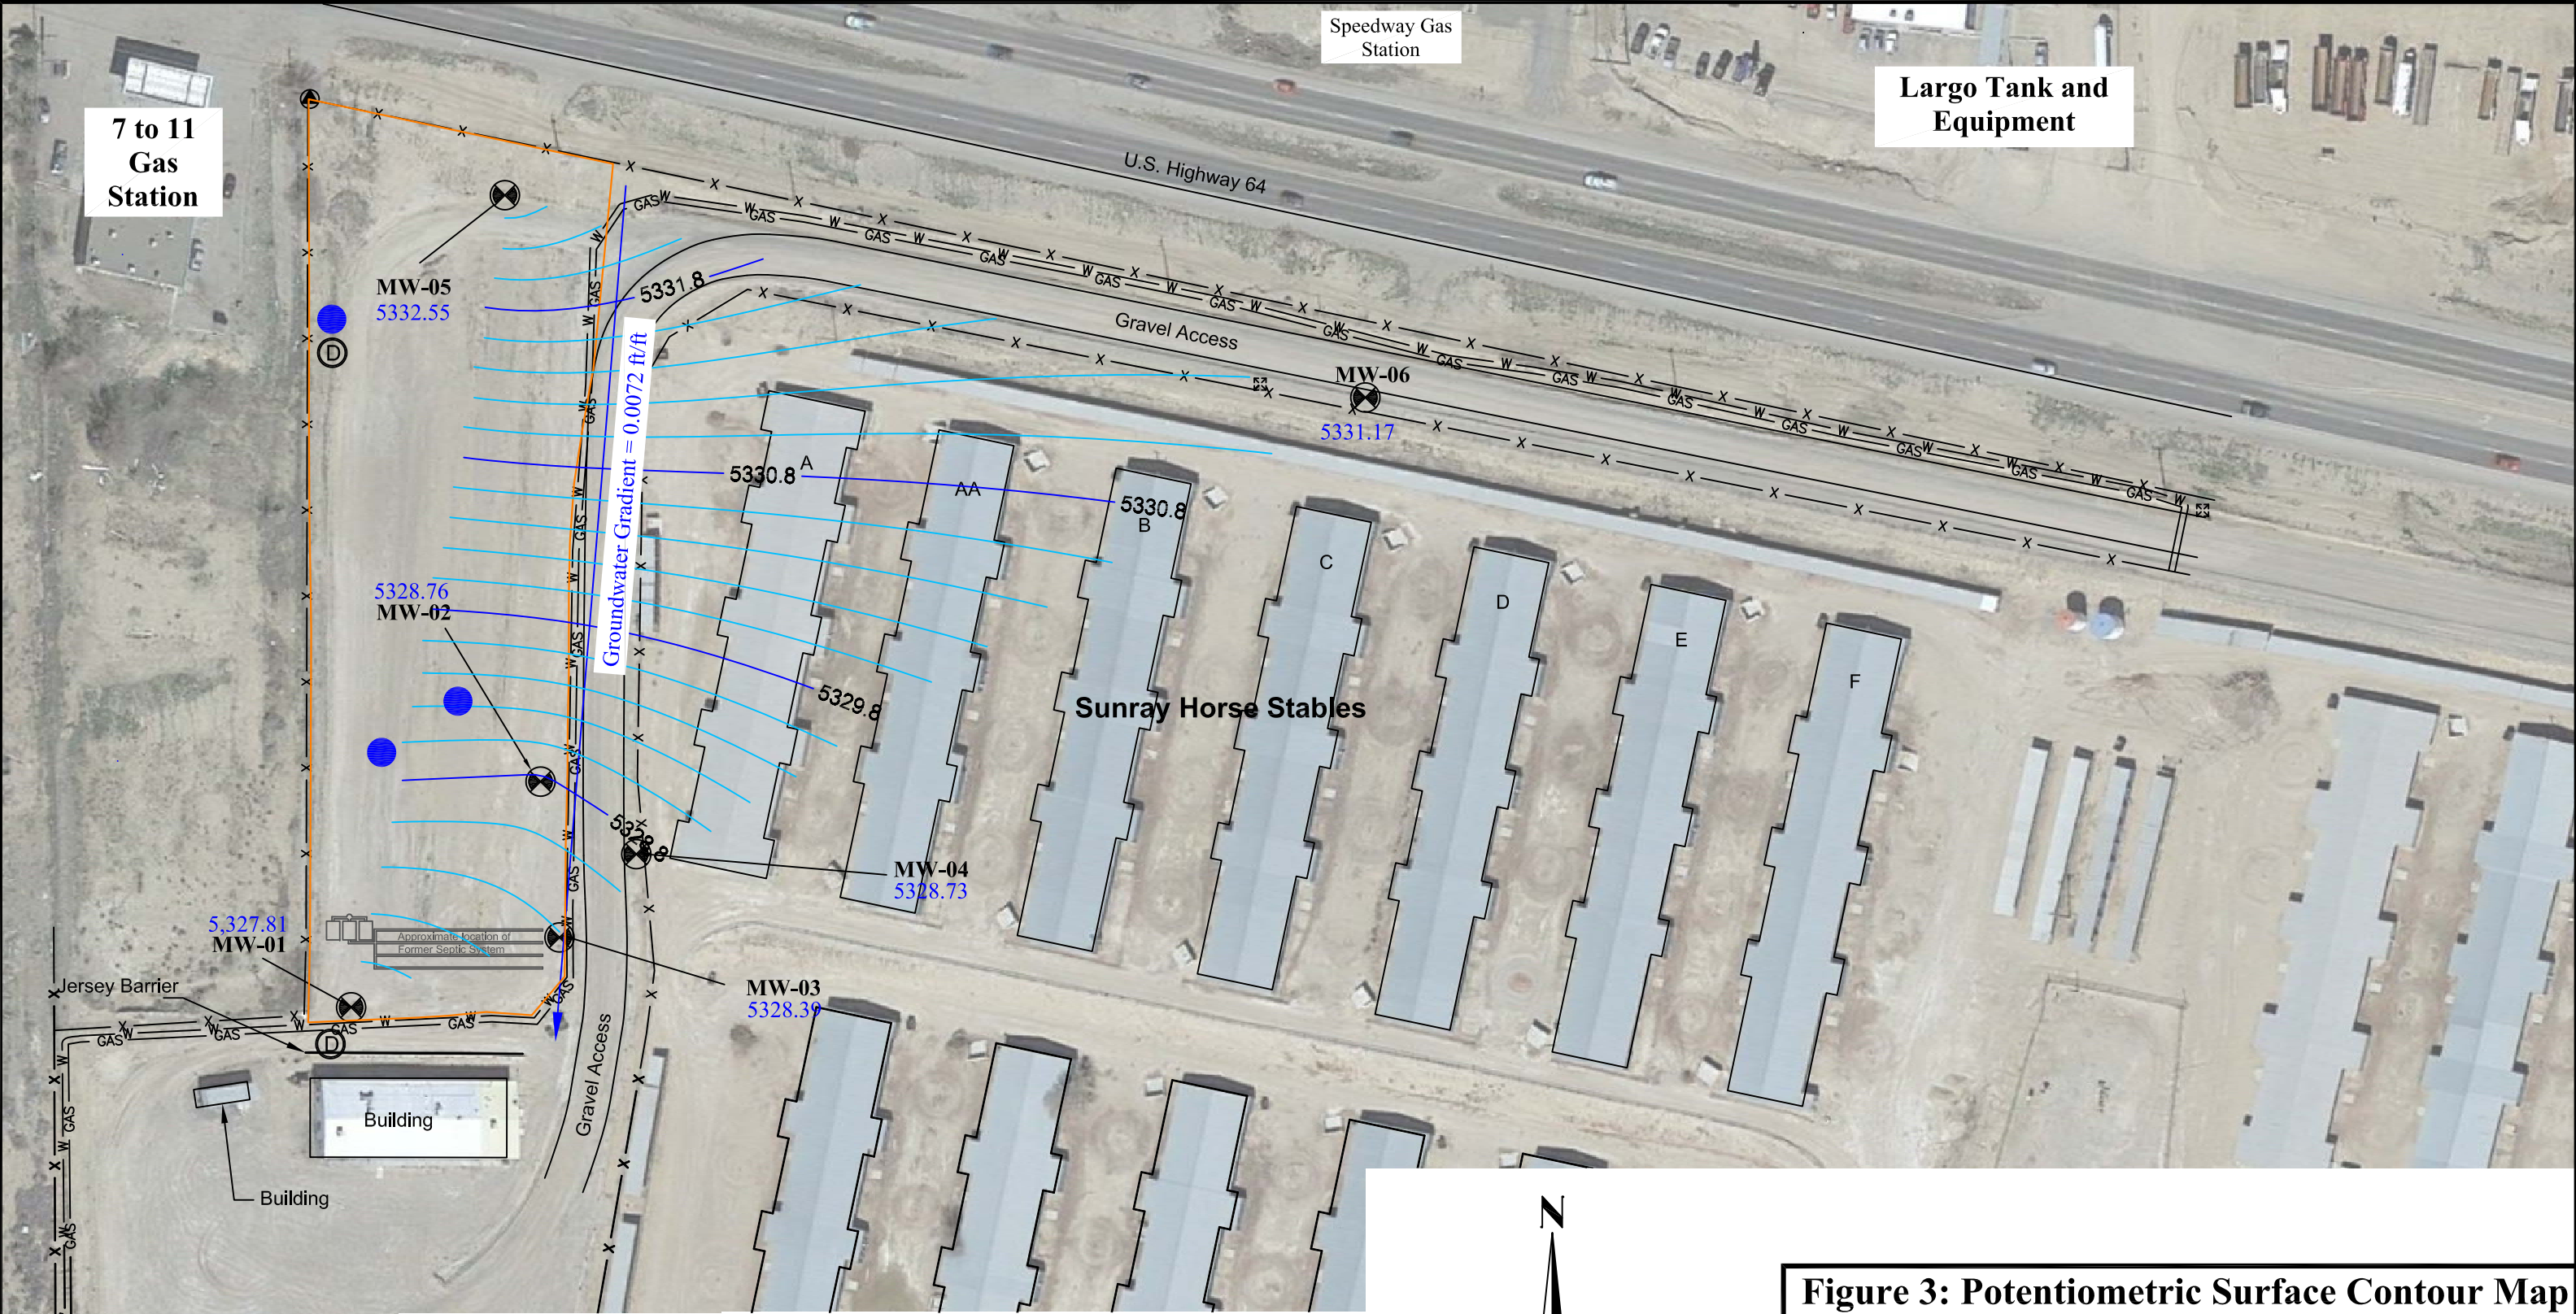 Speedway Gas
Station
Largo Tank and
Equipment
7 to 11
Gas
Station
U.S. Highway 64
MW-05
5332.55
5331.8
Gravel Access
D
MW-06
5331.17
Groundwater Gradient = 0.0072 ft/ft
5330.8
A
AA
5330.8
B
C
D
E
F
5328.76
MW-02
5329.8
Sunray Horse Stables
5328.8
MW-04
5328.73
5,327.81
MW-01
Approximate location of
Former Septic System
MW-03
5328.39
Jersey Barrier
D
Gravel Access
Building
Building
GAS
W
X
N
Figure 3: Potentiometric Surface Contour Map